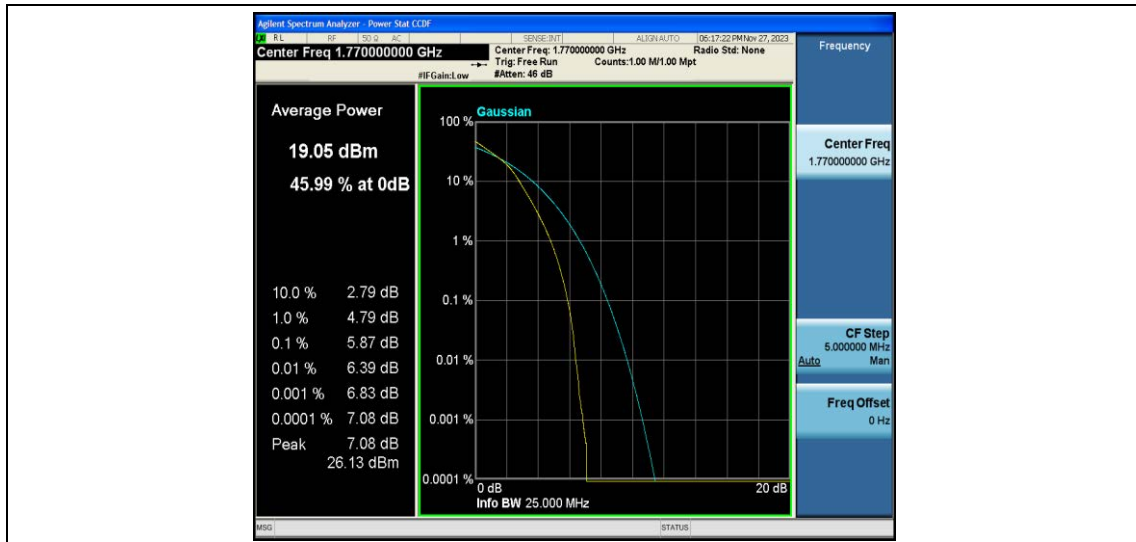 Agilent Spectrum Analyzer - Power Stat CCDF
RL RF 50 Ω AC SENSE:INT ALIGN AUTO 06:17:22 PM Nov 27, 2023
Center Freq 1.770000000 GHz
Center Freq: 1.770000000 GHz Radio Std: None
Trig: Free Run Counts:1.00 M/1.00 Mpt
#IFGain:Low #Atten: 46 dB
Frequency
Average Power
19.05 dBm
45.99 % at 0dB
10.0 % 2.79 dB
1.0 % 4.79 dB
0.1 % 5.87 dB
0.01 % 6.39 dB
0.001 % 6.83 dB
0.0001 % 7.08 dB
Peak 7.08 dB
26.13 dBm
Gaussian
100 %
10 %
1 %
0.1 %
0.01 %
0.001 %
0.0001 %
0 dB 20 dB
Info BW 25.000 MHz
Center Freq
1.770000000 GHz
CF Step
5.000000 MHz
Auto Man
Freq Offset
0 Hz
MSG STATUS